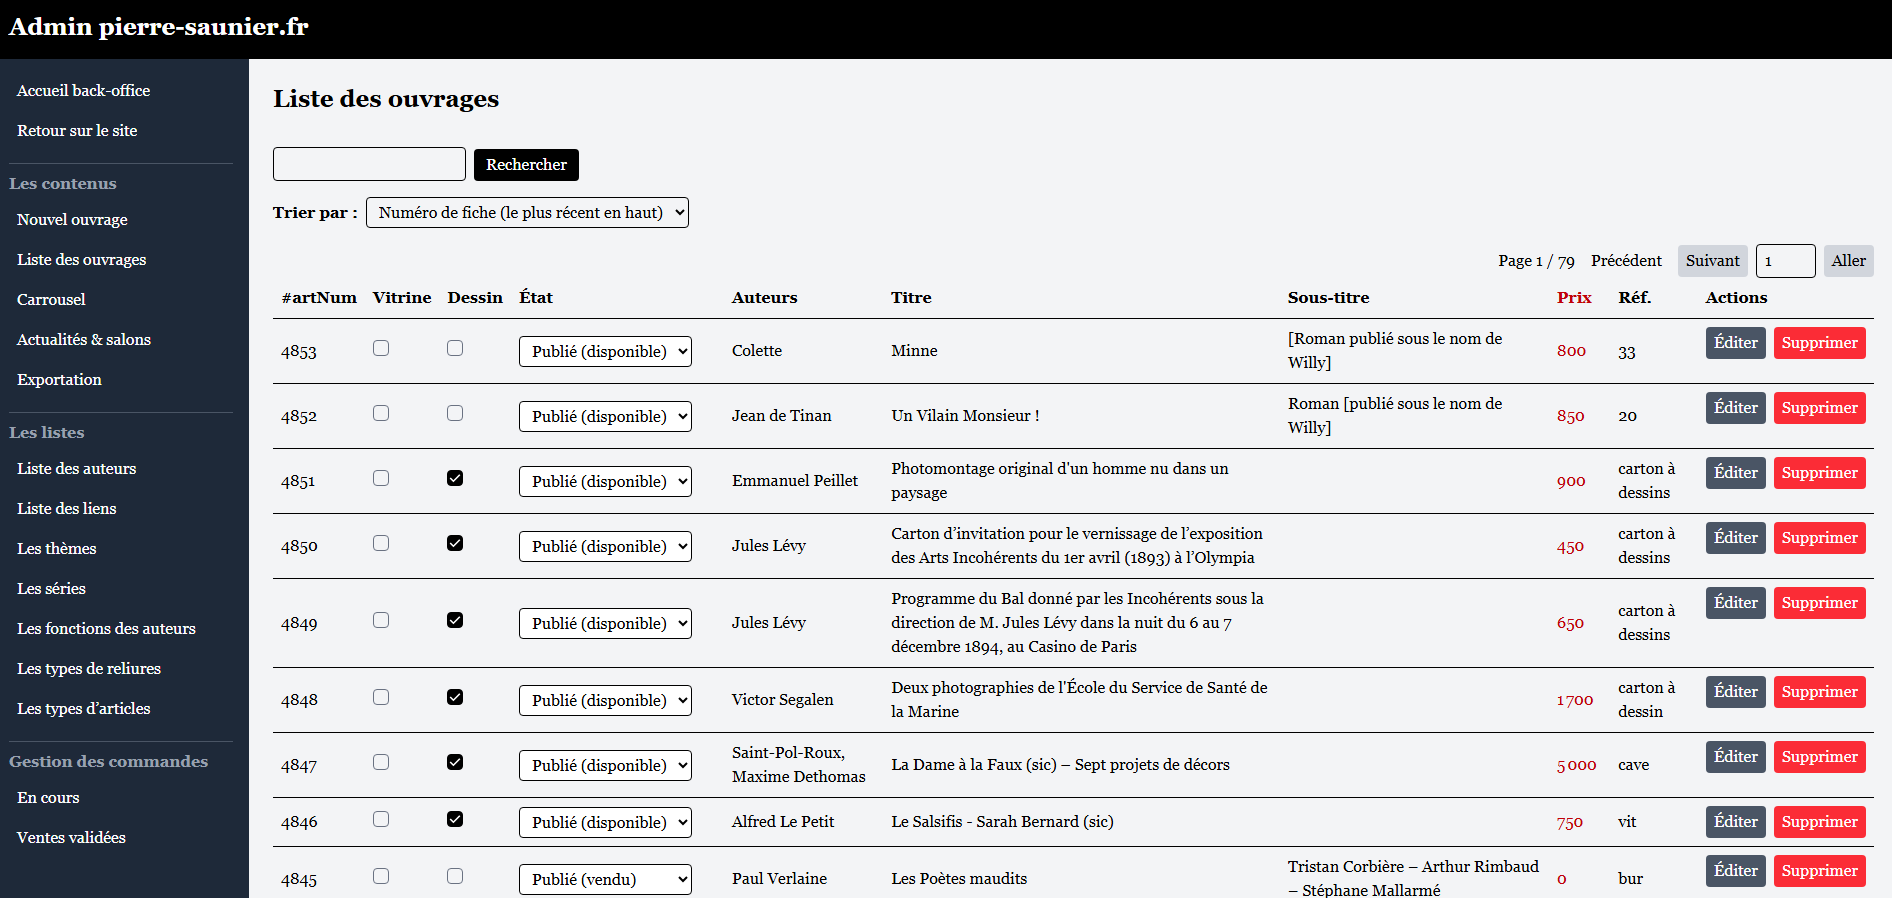 Admin pierre-saunier.fr
Accueil back-office
Retour sur le site
Les contenus
Nouvel ouvrage
Liste des ouvrages
Carrousel
Actualités & salons
Exportation
Les listes
Liste des auteurs
Liste des liens
Les thèmes
Les séries
Les fonctions des auteurs
Les types de reliures
Les types d’articles
Gestion des commandes
En cours
Ventes validées
Liste des ouvrages
Rechercher
Trier par : Numéro de fiche (le plus récent en haut)
Page 1 / 79 Précédent Suivant 1 Aller
#artNum Vitrine Dessin État Auteurs Titre Sous-titre Prix Réf. Actions
4853 Publié (disponible) Colette Minne [Roman publié sous le nom de
Willy] 800 33 Éditer Supprimer
4852 Publié (disponible) Jean de Tinan Un Vilain Monsieur ! Roman [publié sous le nom de
Willy] 850 20 Éditer Supprimer
4851 Publié (disponible) Emmanuel Peillet Photomontage original d'un homme nu dans un
paysage 900 carton à
dessins Éditer Supprimer
4850 Publié (disponible) Jules Lévy Carton d’invitation pour le vernissage de l’exposition
des Arts Incohérents du 1er avril (1893) à l’Olympia 450 carton à
dessins Éditer Supprimer
4849 Publié (disponible) Jules Lévy Programme du Bal donné par les Incohérents sous la
direction de M. Jules Lévy dans la nuit du 6 au 7
décembre 1894, au Casino de Paris 650 carton à
dessins Éditer Supprimer
4848 Publié (disponible) Victor Segalen Deux photographies de l'École du Service de Santé de
la Marine 1700 carton à
dessin Éditer Supprimer
4847 Publié (disponible) Saint-Pol-Roux,
Maxime Dethomas La Dame à la Faux (sic) – Sept projets de décors 5 000 cave Éditer Supprimer
4846 Publié (disponible) Alfred Le Petit Le Salsifis - Sarah Bernard (sic) 750 vit Éditer Supprimer
4845 Publié (vendu) Paul Verlaine Les Poètes maudits Tristan Corbière – Arthur Rimbaud
– Stéphane Mallarmé 0 bur Éditer Supprimer